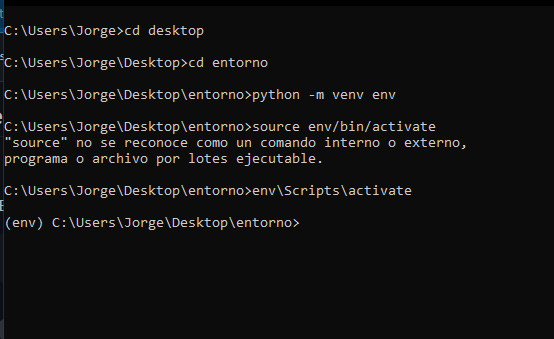 C:\Users\Jorge>cd desktop
C:\Users\Jorge\Desktop>cd entorno
C:\Users\Jorge\Desktop\entorno>python -m venv env
C:\Users\Jorge\Desktop\entorno>source env/bin/activate
"source" no se reconoce como un comando interno o externo,
programa o archivo por lotes ejecutable.
C:\Users\Jorge\Desktop\entorno>env\Scripts\activate
(env) C:\Users\Jorge\Desktop\entorno>